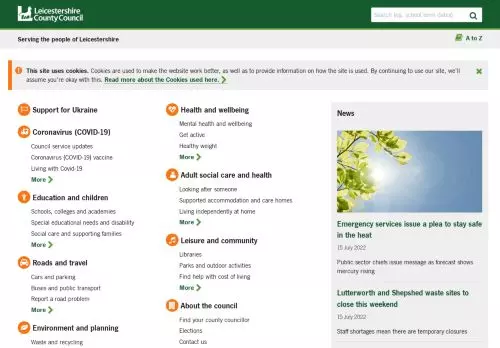 Leicestershire
County Council
Search (e.g. school term dates)
Serving the people of Leicestershire
A to Z
This site uses cookies. Cookies are used to make the website work better, as well as to provide information on how the site is used. By continuing to use our site, we'll
assume you're okay with this. Read more about the Cookies used here.
Support for Ukraine
Coronavirus (COVID-19)
Council service updates
Coronavirus (COVID-19) vaccine
Living with Covid-19
More
Education and children
Schools, colleges and academies
Special educational needs and disability
Social care and supporting families
More
Roads and travel
Cars and parking
Buses and public transport
Report a road problem
More
Environment and planning
Waste and recycling
Health and wellbeing
Mental health and wellbeing
Get active
Healthy weight
More
Adult social care and health
Looking after someone
Supported accommodation and care homes
Living independently at home
More
Leisure and community
Libraries
Parks and outdoor activities
Find help with cost of living
More
About the council
Find your county councillor
Elections
Contact us
News
Emergency services issue a plea to stay safe
in the heat
15 July 2022
Public sector chiefs issue message as forecast shows
mercury rising
Lutterworth and Shepshed waste sites to
close this weekend
15 July 2022
Staff shortages mean there are temporary closures